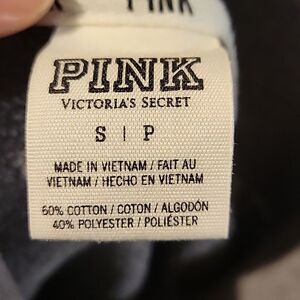 PINK
PINK
VICTORIA'S SECRET
S | P
MADE IN VIETNAM / FAIT AU
VIETNAM / HECHO EN VIETNAM
60% COTTON / COTON / ALGODÓN
40% POLYESTER / POLIÉSTER